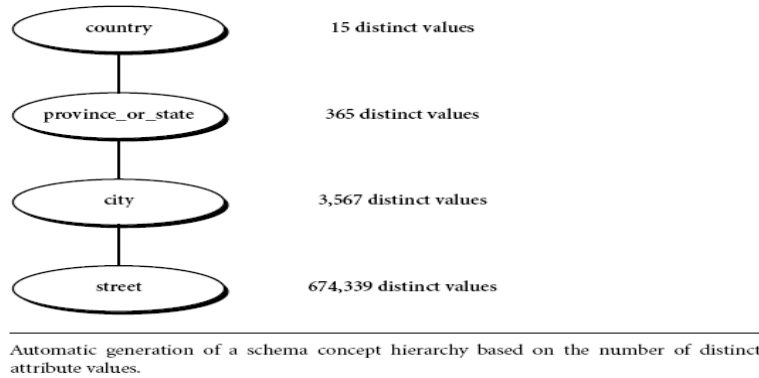 country 15 distinct values
province_or_state 365 distinct values
city 3,567 distinct values
street 674,339 distinct values
Automatic generation of a schema concept hierarchy based on the number of distinct
attribute values.